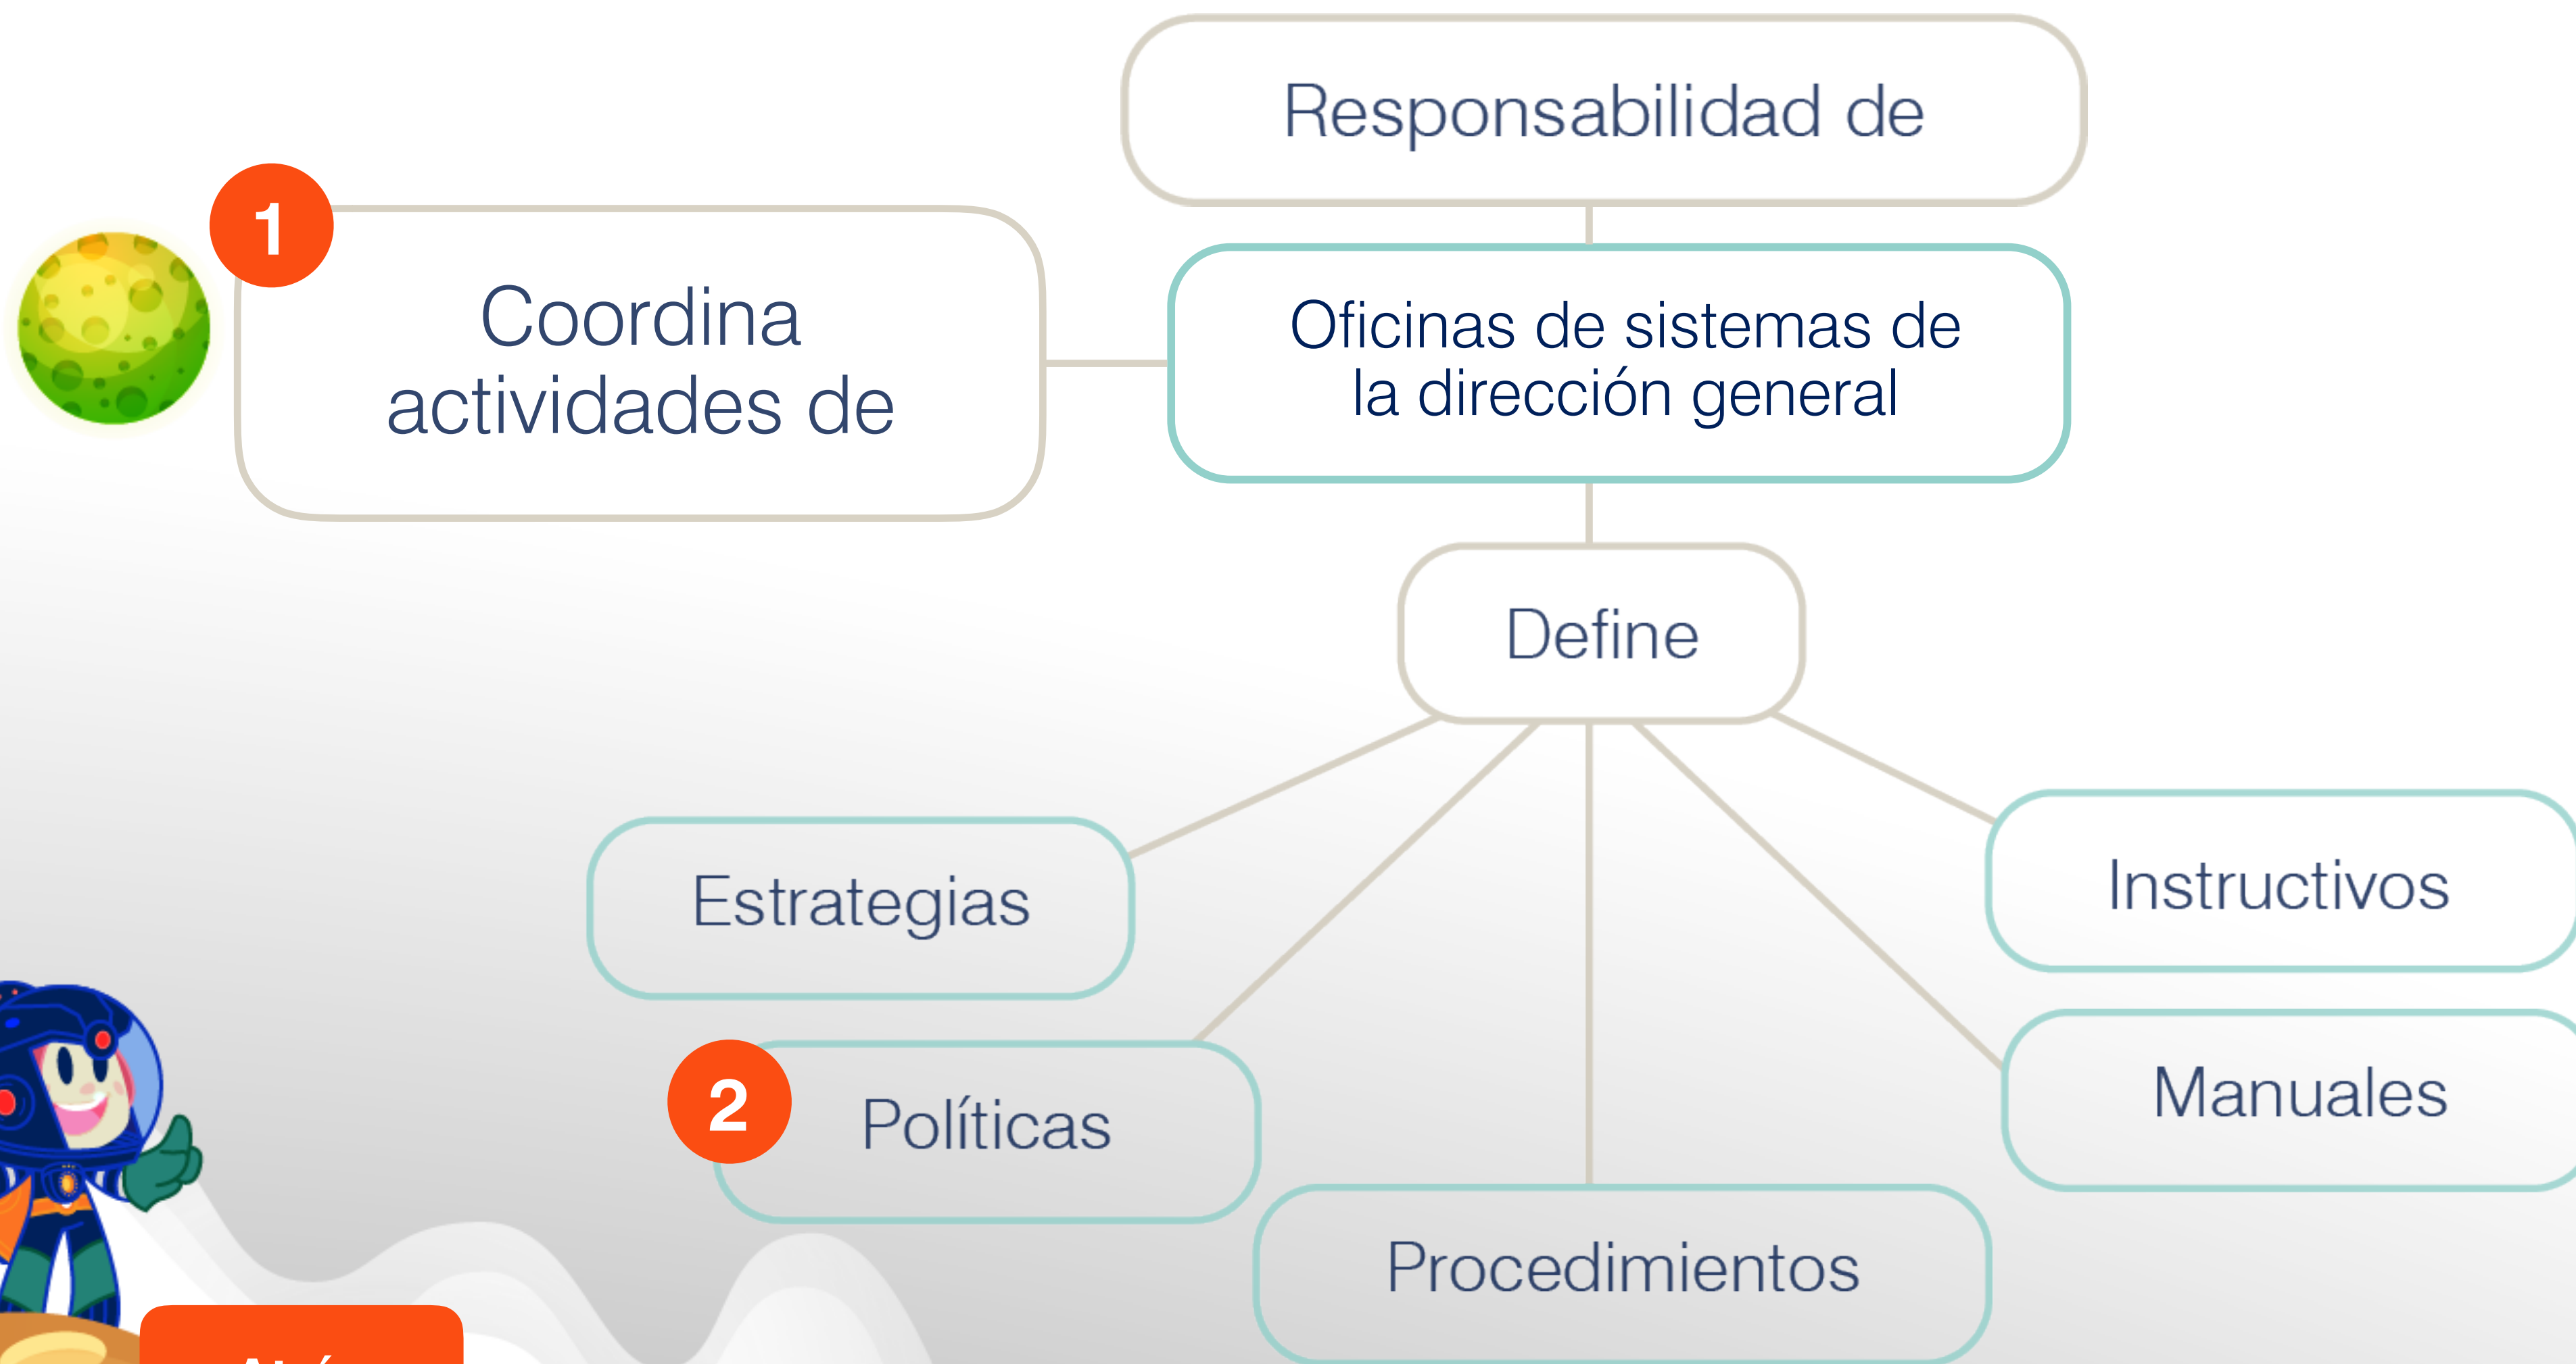 Responsabilidad de
1
Coordina
actividades de
Oficinas de sistemas de
la dirección general
Define
Estrategias
Instructivos
2
Políticas
Manuales
Procedimientos